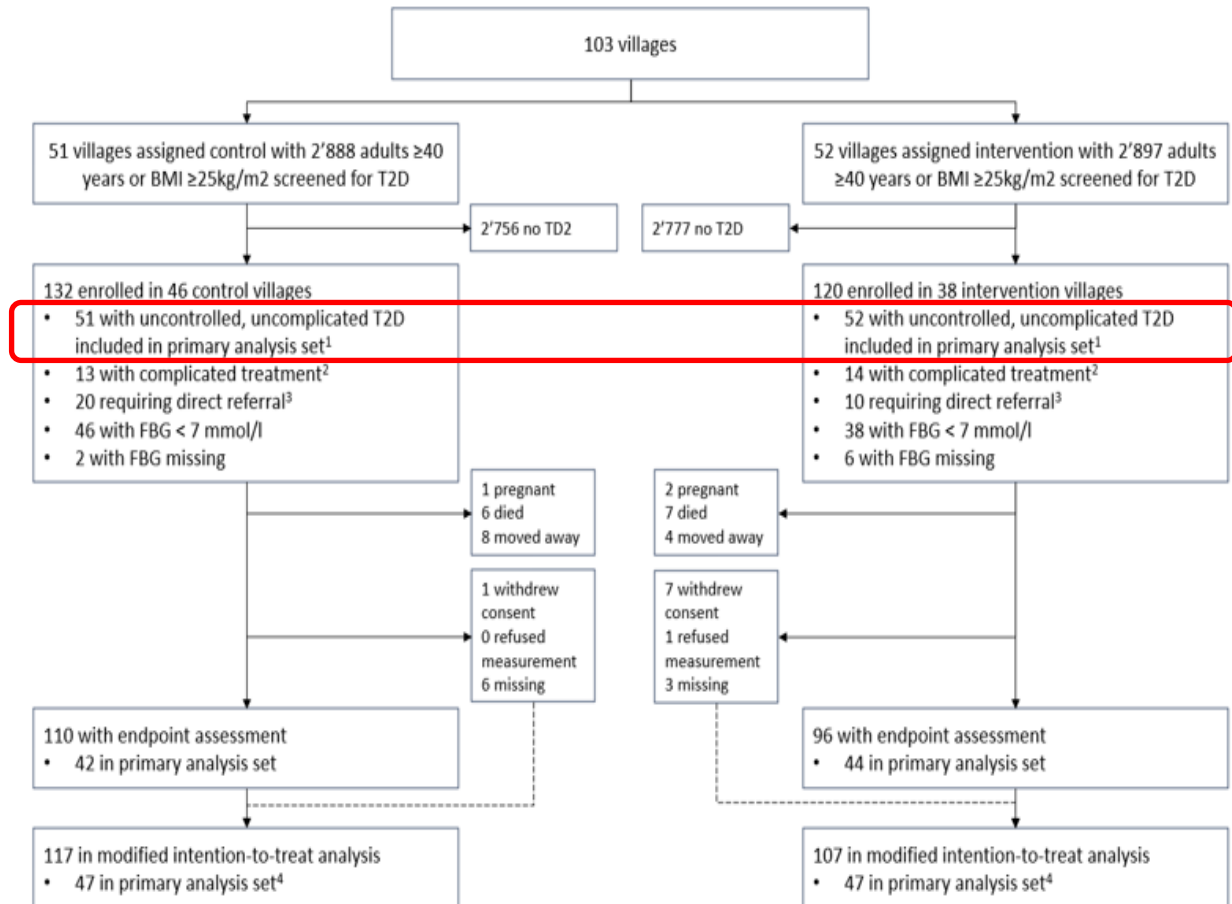 103 villages
51 villages assigned control with 2'888 adults ≥40
years or BMI ≥25kg/m2 screened for T2D
52 villages assigned intervention with 2'897 adults
≥40 years or BMI ≥25kg/m2 screened for T2D
2'756 no TD2
2'777 no T2D
132 enrolled in 46 control villages
• 51 with uncontrolled, uncomplicated T2D
included in primary analysis set¹
• 13 with complicated treatment²
• 20 requiring direct referral³
• 46 with FBG < 7 mmol/l
• 2 with FBG missing
120 enrolled in 38 intervention villages
• 52 with uncontrolled, uncomplicated T2D
included in primary analysis set¹
• 14 with complicated treatment²
• 10 requiring direct referral³
• 38 with FBG < 7 mmol/l
• 6 with FBG missing
1 pregnant
6 died
8 moved away
2 pregnant
7 died
4 moved away
1 withdrew
consent
0 refused
measurement
6 missing
7 withdrew
consent
1 refused
measurement
3 missing
110 with endpoint assessment
• 42 in primary analysis set
96 with endpoint assessment
• 44 in primary analysis set
117 in modified intention-to-treat analysis
• 47 in primary analysis set⁴
107 in modified intention-to-treat analysis
• 47 in primary analysis set⁴